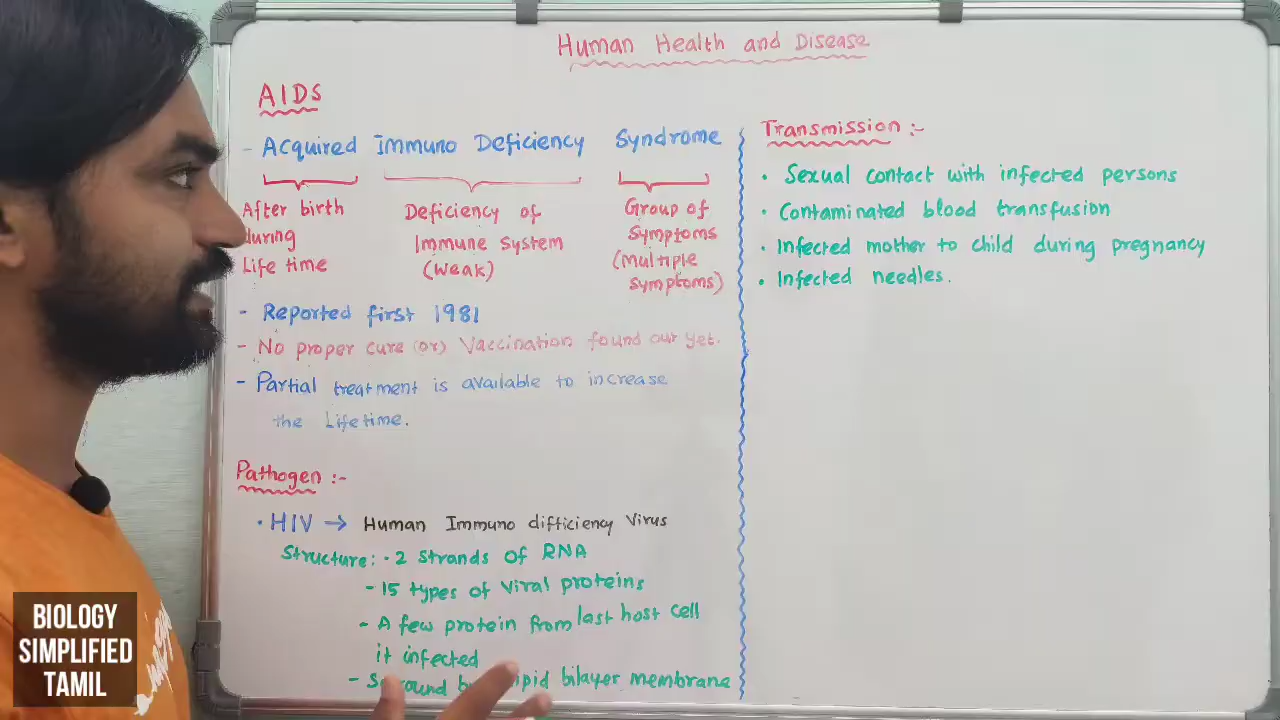 Human Health and Disease
AIDS
- Acquired Immuno Deficiency Syndrome
After birth
during
Life time
Deficiency of
Immune System
(weak)
Group of
Symptoms
(Multiple
symptoms)
- Reported first 1981
- No proper cure (or) Vaccination found out yet.
- Partial treatment is available to increase
the Lifetime.
Pathogen :-
• HIV → Human Immuno difficiency Virus
Structure: • 2 Strands of RNA
- 15 types of Viral proteins
- A few protein from last host cell
it infected
- bilayer membrane
Transmission :-
• Sexual contact with infected persons
• Contaminated blood transfusion
• Infected mother to child during pregnancy
• Infected needles.
BIOLOGY
SIMPLIFIED
TAMIL